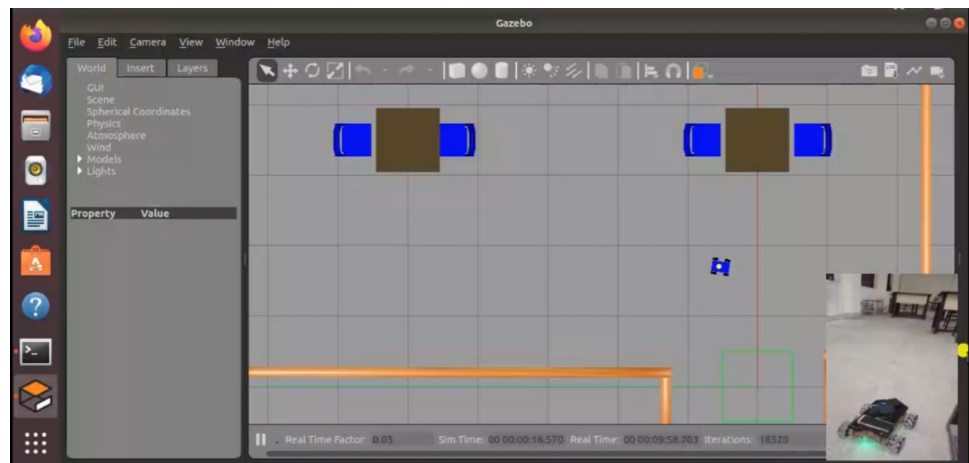 Gazebo
File Edit Camera View Window Help
World Insert Layers
GUI
Scene
Spherical Coordinates
Physics
Atmosphere
Wind
Models
Lights
Property Value
Real Time Factor: 0.03 Sim Time: 00 00:00:18.570 Real Time: 00 00:09:58.703 Iterations: 18520